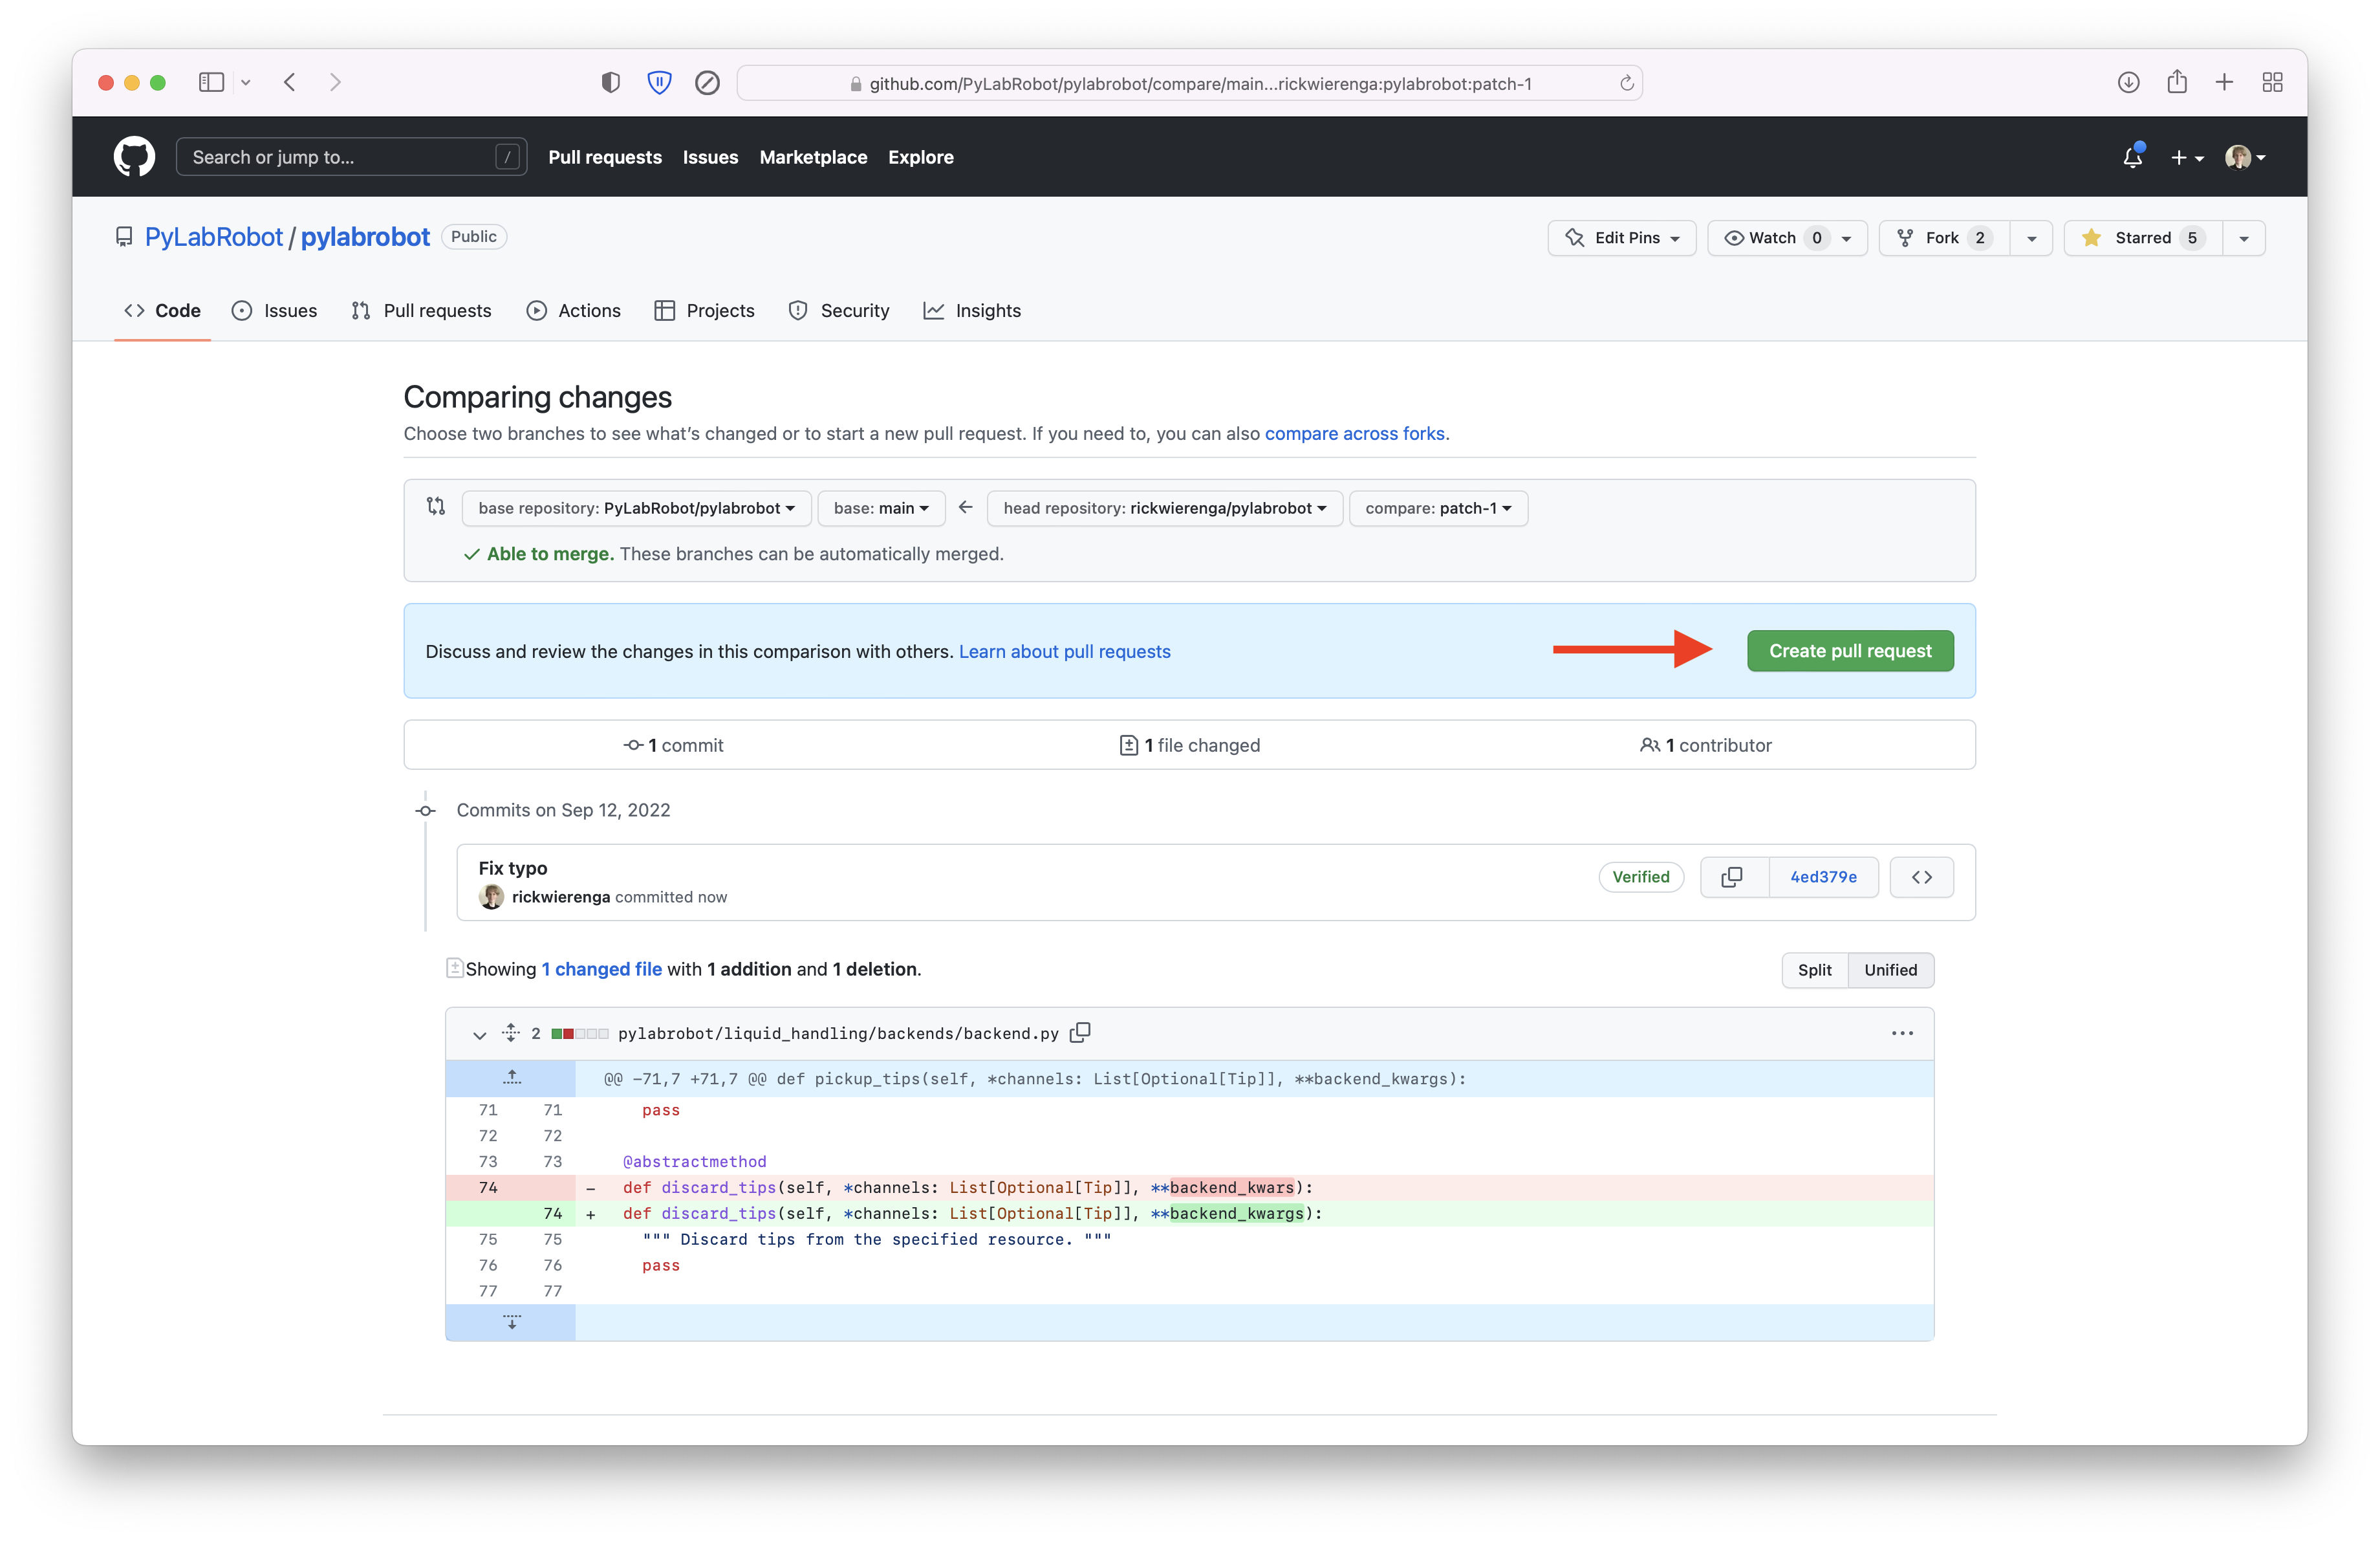 github.com/PyLabRobot/pylabrobot/compare/main...rickwierenga:pylabrobot:patch-1
Search or jump to... / Pull requests Issues Marketplace Explore
PyLabRobot / pylabrobot Public Edit Pins Watch 0 Fork 2 Starred 5
Code Issues Pull requests Actions Projects Security Insights
Comparing changes
Choose two branches to see what's changed or to start a new pull request. If you need to, you can also compare across forks.
base repository: PyLabRobot/pylabrobot base: main ← head repository: rickwierenga/pylabrobot compare: patch-1
✓ Able to merge. These branches can be automatically merged.
Discuss and review the changes in this comparison with others. Learn about pull requests Create pull request
1 commit 1 file changed 1 contributor
Commits on Sep 12, 2022
Fix typo
rickwierenga committed now Verified 4ed379e <>
Showing 1 changed file with 1 addition and 1 deletion. Split Unified
2 pylabrobot/liquid_handling/backends/backend.py ...
@@ -71,7 +71,7 @@ def pickup_tips(self, *channels: List[Optional[Tip]], **backend_kwargs):
71 71 pass
72 72
73 73 @abstractmethod
74 - def discard_tips(self, *channels: List[Optional[Tip]], **backend_kwars):
74 + def discard_tips(self, *channels: List[Optional[Tip]], **backend_kwargs):
75 75 """ Discard tips from the specified resource. """
76 76 pass
77 77